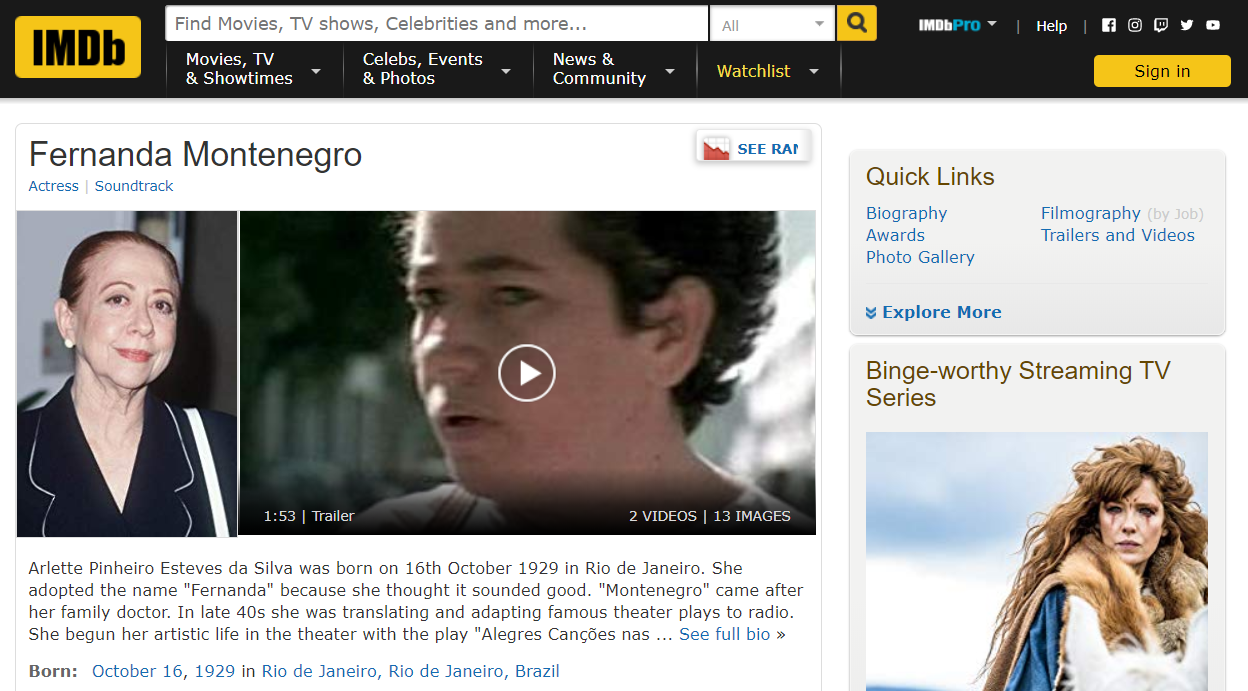 IMDb
Find Movies, TV shows, Celebrities and more...
All
IMDbPro
|
Help
|
Movies, TV
& Showtimes
Celebs, Events
& Photos
News &
Community
Watchlist
Sign in
Fernanda Montenegro
SEE RAN
Actress | Soundtrack
1:53 | Trailer
2 VIDEOS | 13 IMAGES
Arlette Pinheiro Esteves da Silva was born on 16th October 1929 in Rio de Janeiro. She
adopted the name "Fernanda" because she thought it sounded good. "Montenegro" came after
her family doctor. In late 40s she was translating and adapting famous theater plays to radio.
She begun her artistic life in the theater with the play "Alegres Canções nas ... See full bio »
Born: October 16, 1929 in Rio de Janeiro, Rio de Janeiro, Brazil
Quick Links
Biography
Awards
Photo Gallery
Filmography (by Job)
Trailers and Videos
Explore More
Binge-worthy Streaming TV
Series